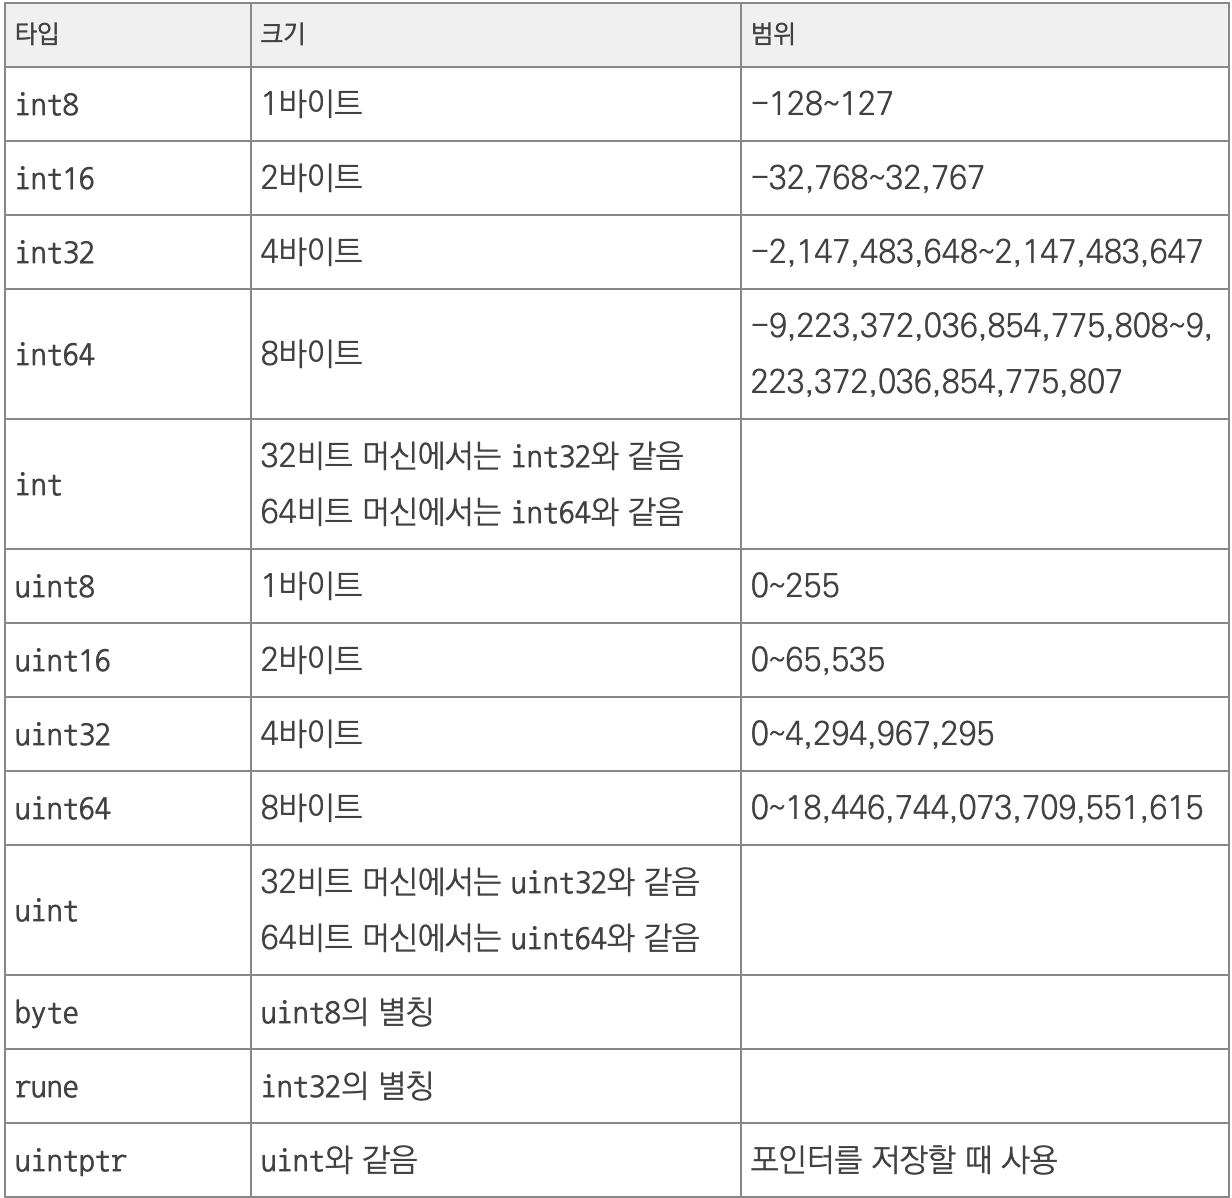 타입 크기 범위
int8 1바이트 -128~127
int16 2바이트 -32,768~32,767
int32 4바이트 -2,147,483,648~2,147,483,647
int64 8바이트 -9,223,372,036,854,775,808~9,
223,372,036,854,775,807
int 32비트 머신에서는 int32와 같음
64비트 머신에서는 int64와 같음
uint8 1바이트 0~255
uint16 2바이트 0~65,535
uint32 4바이트 0~4,294,967,295
uint64 8바이트 0~18,446,744,073,709,551,615
uint 32비트 머신에서는 uint32와 같음
64비트 머신에서는 uint64와 같음
byte uint8의 별칭
rune int32의 별칭
uintptr uint와 같음 포인터를 저장할 때 사용